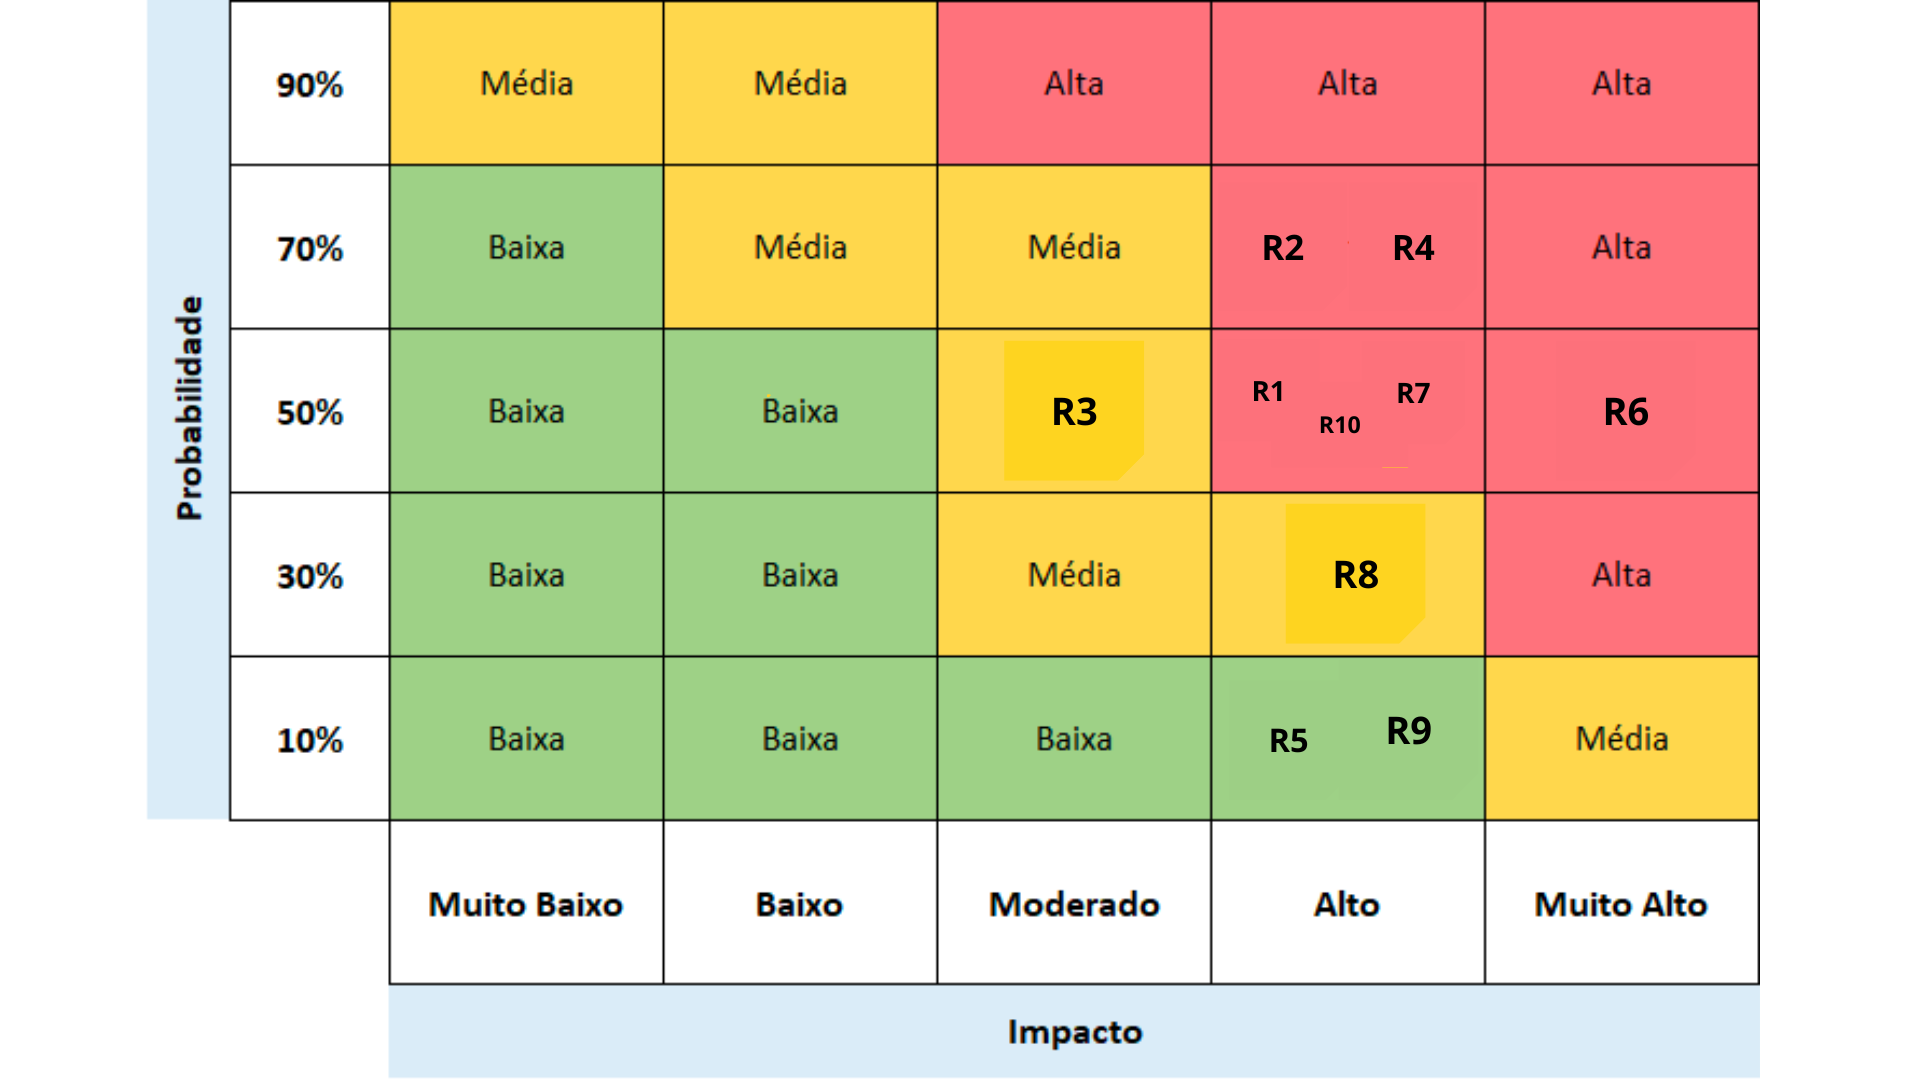 Probabilidade
90% Média Média Alta Alta Alta
70% Baixa Média Média R2 R4 Alta
50% Baixa Baixa R3 R1 R10 R7 R6
30% Baixa Baixa Média R8 Alta
10% Baixa Baixa Baixa R5 R9 Média
Muito Baixo Baixo Moderado Alto Muito Alto
Impacto